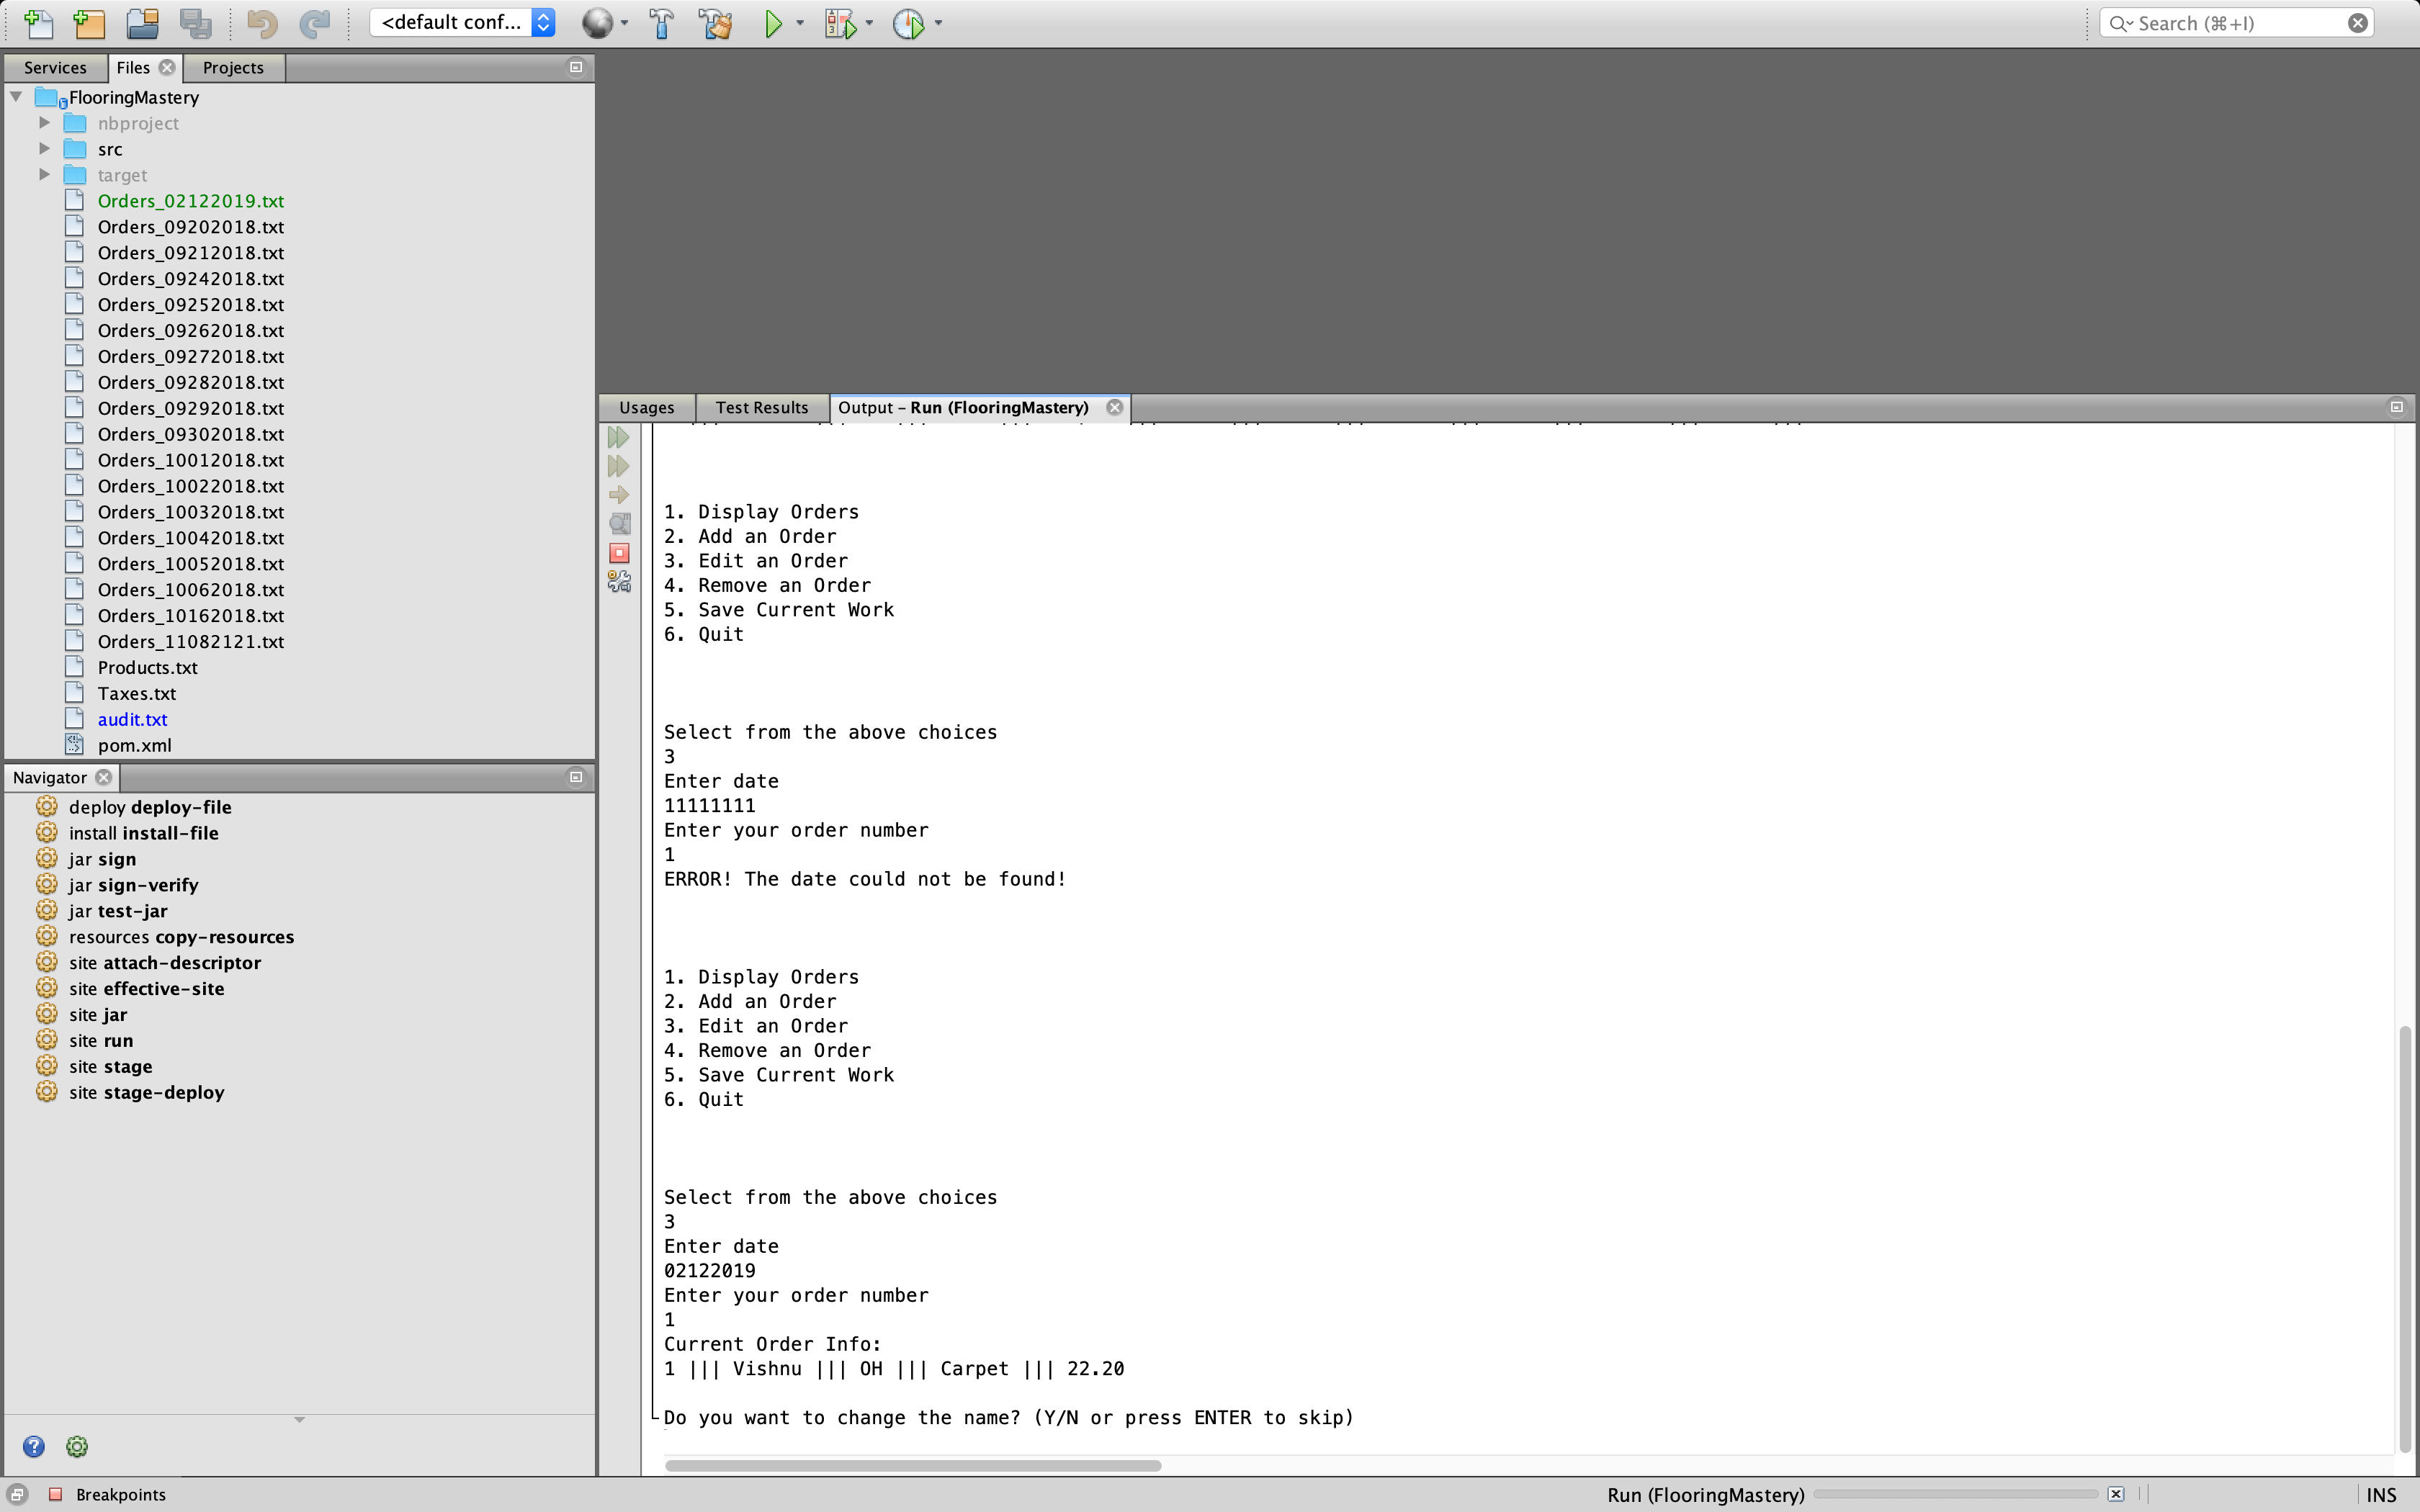 <default conf...
Search (⌘+I)
Services
Files
Projects
FlooringMastery
nbproject
src
target
Orders_02122019.txt
Orders_09202018.txt
Orders_09212018.txt
Orders_09242018.txt
Orders_09252018.txt
Orders_09262018.txt
Orders_09272018.txt
Orders_09282018.txt
Orders_09292018.txt
Orders_09302018.txt
Orders_10012018.txt
Orders_10022018.txt
Orders_10032018.txt
Orders_10042018.txt
Orders_10052018.txt
Orders_10062018.txt
Orders_10162018.txt
Orders_11082121.txt
Products.txt
Taxes.txt
audit.txt
pom.xml
Navigator
deploy deploy-file
install install-file
jar sign
jar sign-verify
jar test-jar
resources copy-resources
site attach-descriptor
site effective-site
site jar
site run
site stage
site stage-deploy
Usages
Test Results
Output - Run (FlooringMastery)
1. Display Orders
2. Add an Order
3. Edit an Order
4. Remove an Order
5. Save Current Work
6. Quit
Select from the above choices
3
Enter date
11111111
Enter your order number
1
ERROR! The date could not be found!
1. Display Orders
2. Add an Order
3. Edit an Order
4. Remove an Order
5. Save Current Work
6. Quit
Select from the above choices
3
Enter date
02122019
Enter your order number
1
Current Order Info:
1 ||| Vishnu ||| OH ||| Carpet ||| 22.20
Do you want to change the name? (Y/N or press ENTER to skip)
Breakpoints
Run (FlooringMastery)
INS